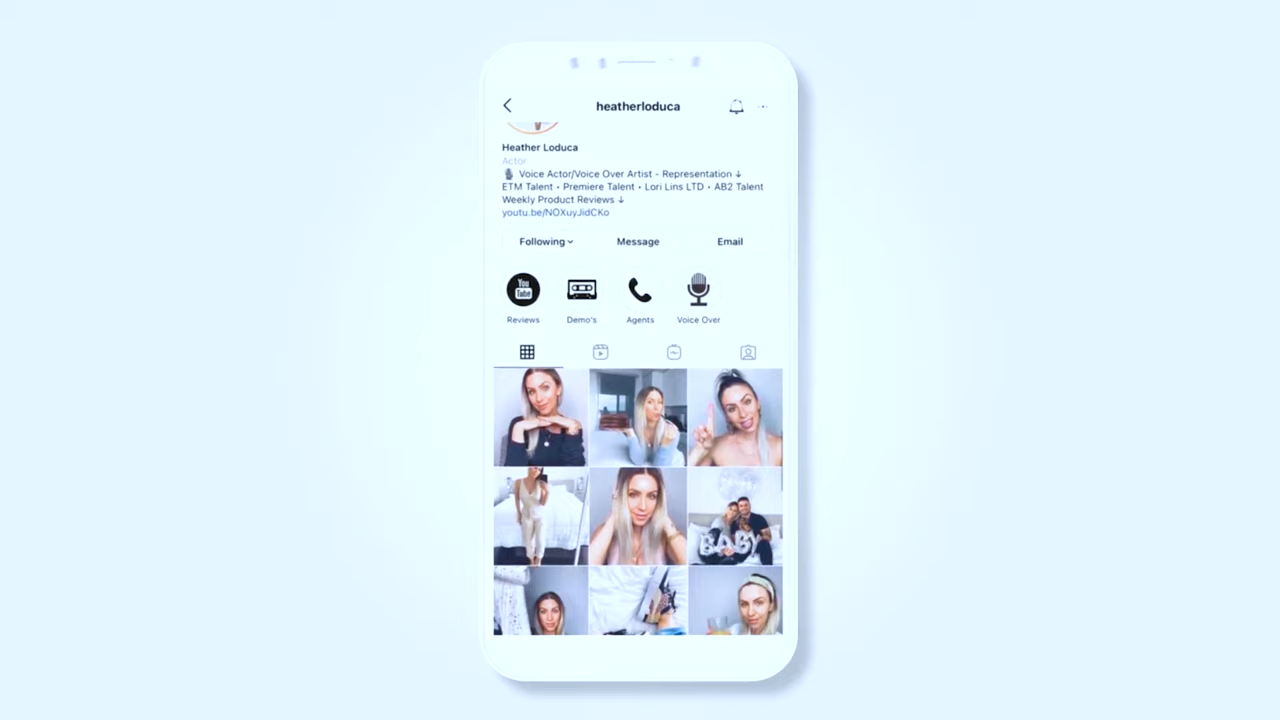 heatherloduca
Heather Loduca
Actor
Voice Actor/Voice Over Artist - Representation ↓
ETM Talent • Premiere Talent • Lori Lins LTD • AB2 Talent
Weekly Product Reviews ↓
youtu.be/NOXuyJidCKo
Following Message Email
You
Tube
Reviews Demo's Agents Voice Over
BABY